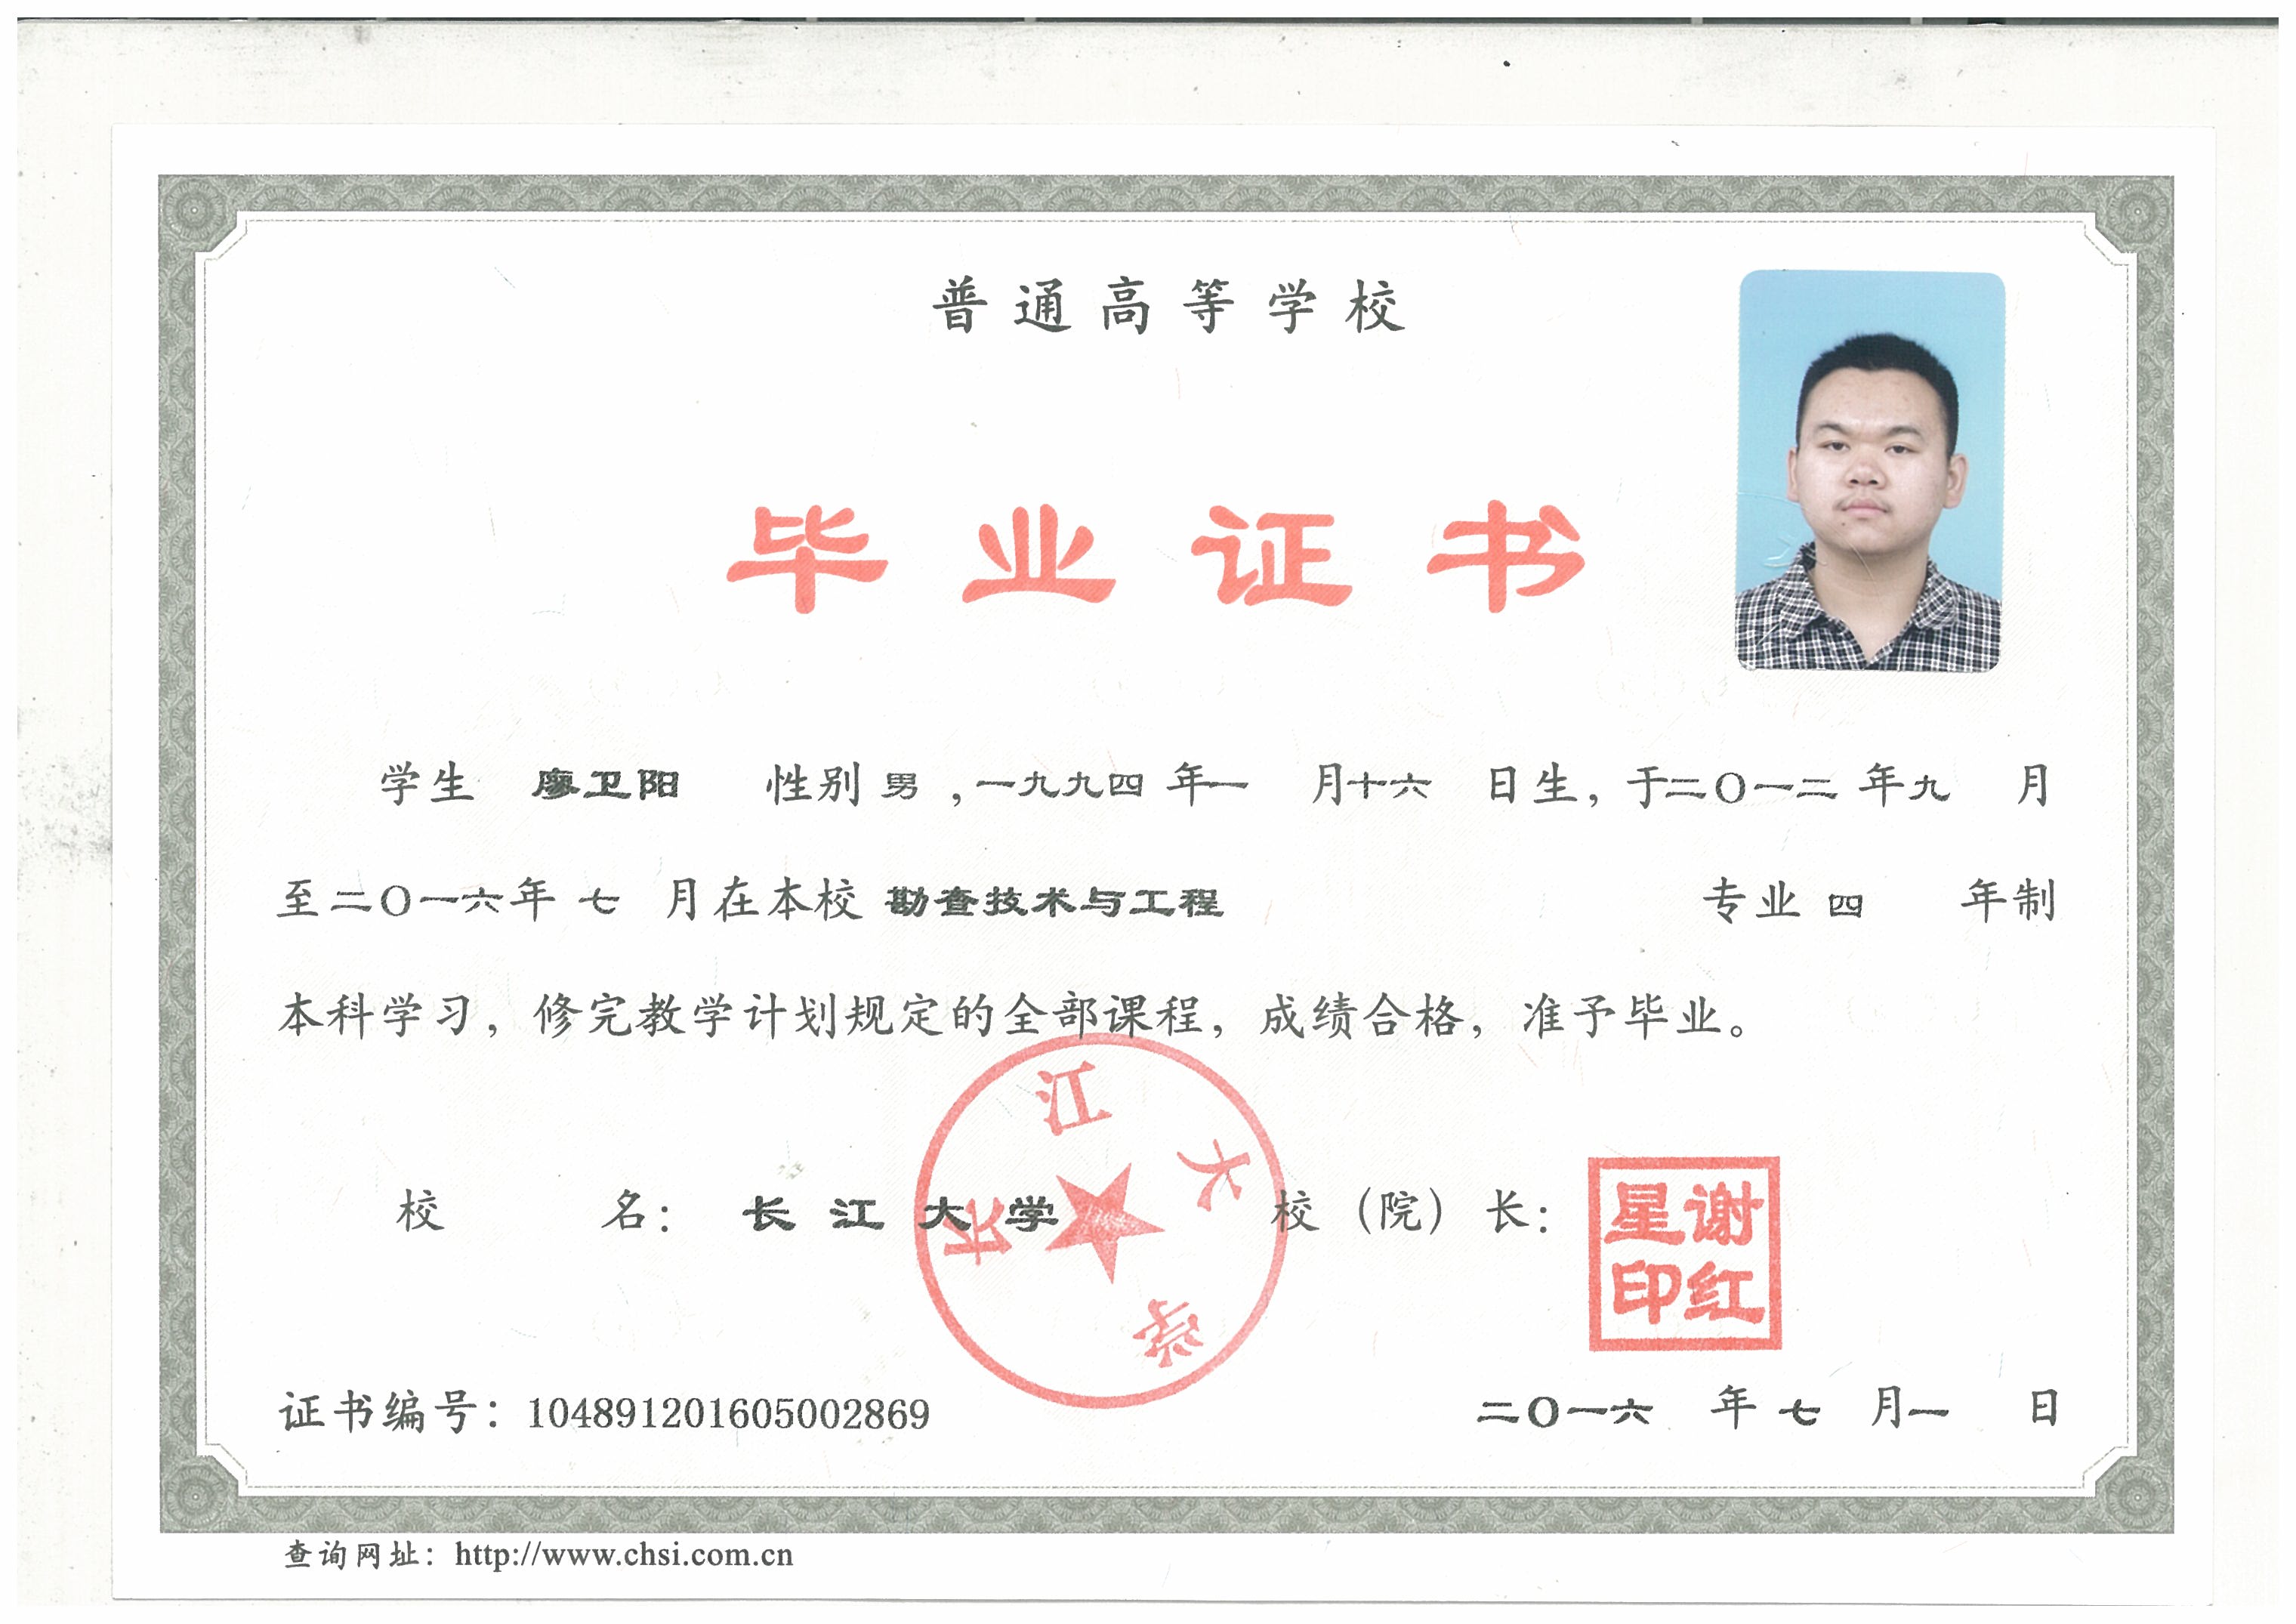 普通高等学校
毕业证书
学生 廖卫阳 性别 男 ,一九九四 年一 月十六 日生, 于二〇一二 年九 月
至二〇一六年 七 月在本校 勘查技术与工程 专业 四 年制
本科学习, 修完教学计划规定的全部课程, 成绩合格, 准予毕业。
长江大学
校 名: 长江大学 校（院）长:
谢红星印
证书编号: 104891201605002869 二〇一六 年 七 月一 日
查询网址: http://www.chsi.com.cn